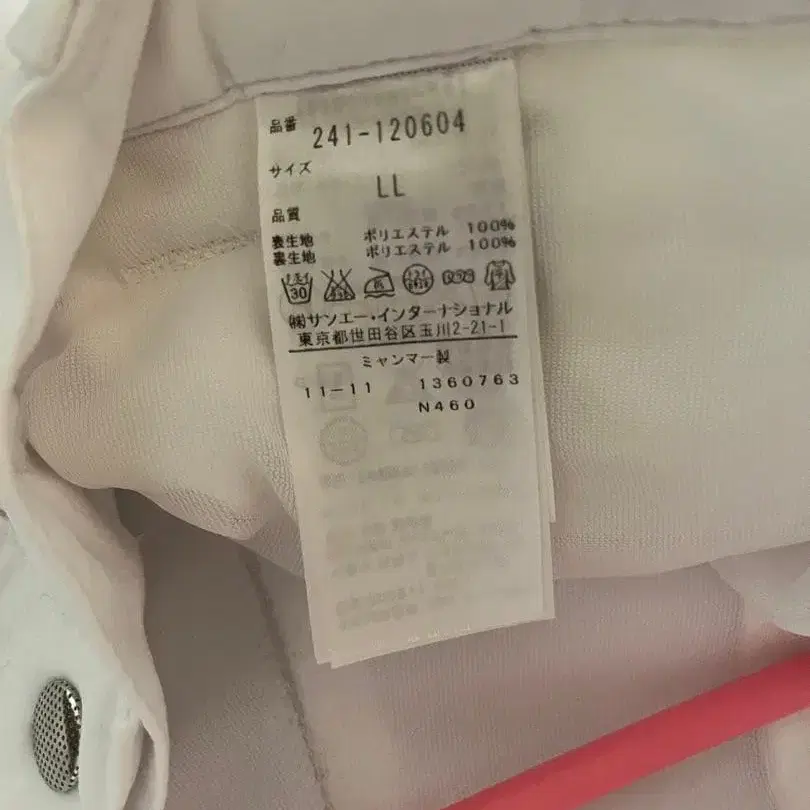 品番
241-120604
サイズ
LL
品質
表生地 ポリエステル 100%
裏生地 ポリエステル 100%
30
㈱サンエー・インターナショナル
東京都世田谷区玉川2-21-1
ミャンマー製
11-11 1360763
N460